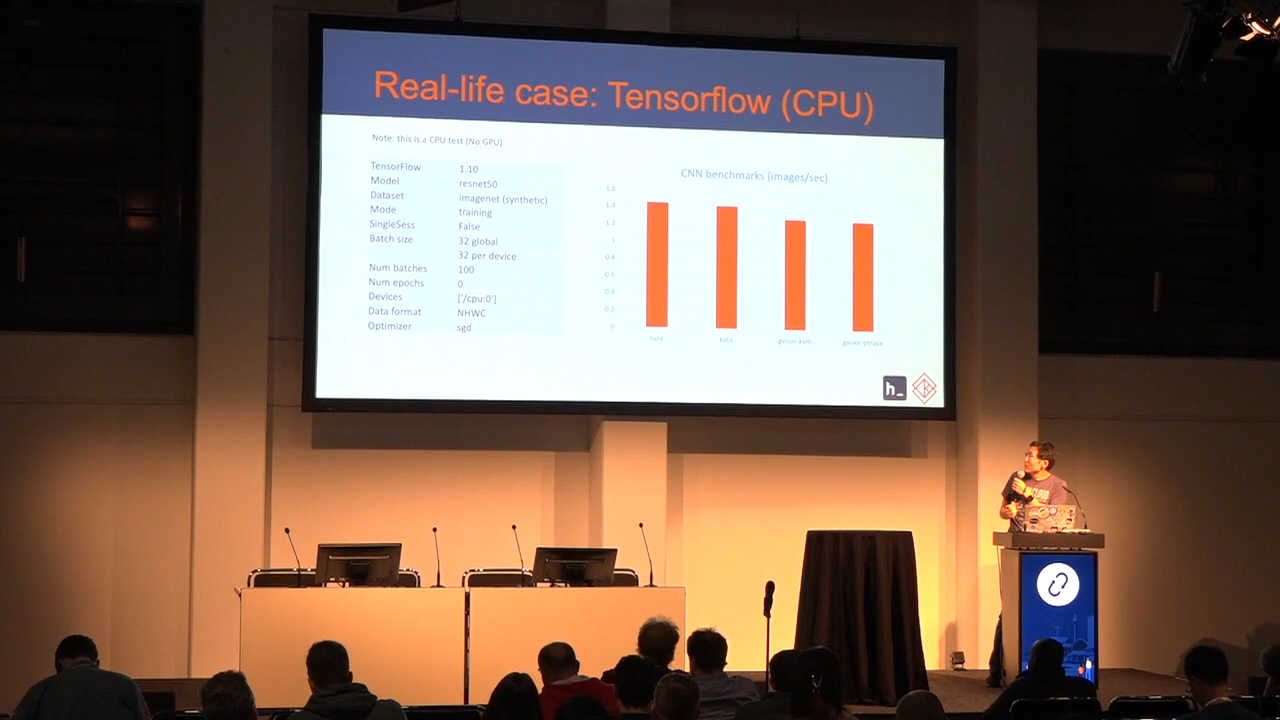 Real-life case: Tensorflow (CPU)
Note: this is a CPU test (No GPU)
TensorFlow 1.10
Model resnet50
Dataset imagenet (synthetic)
Mode training
SingleSess False
Batch size 32 global
32 per device
Num batches 100
Num epochs 0
Devices ['/cpu:0']
Data format NHWC
Optimizer sgd
CNN benchmarks (images/sec)
1.6
1.4
1.2
1
0.8
0.6
0.4
0.2
0
runc kata gvisor-kvm gvisor-ptrace
h_